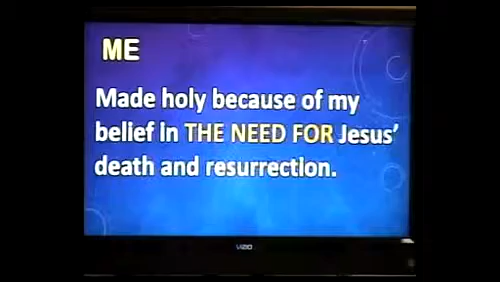 ME
Made holy because of my
belief in THE NEED FOR Jesus'
death and resurrection.
VIZIO